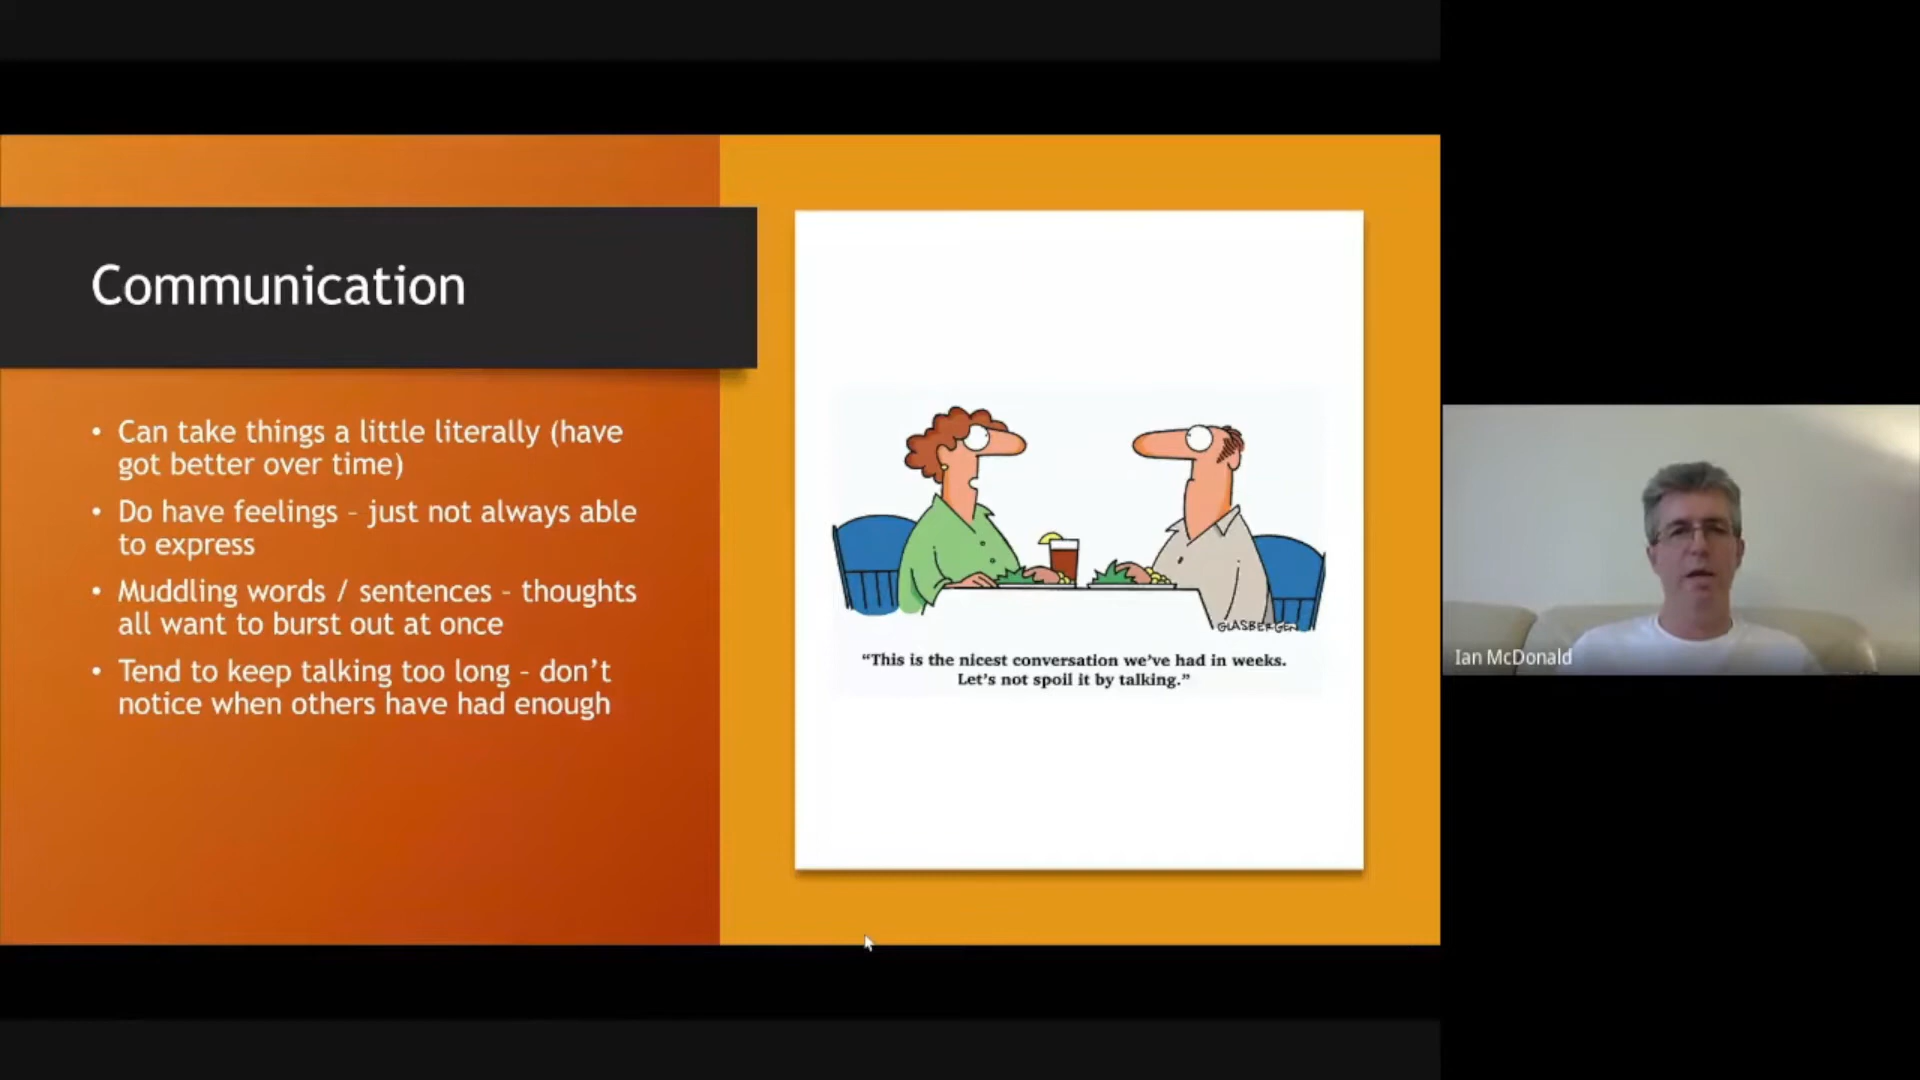 Communication
• Can take things a little literally (have
got better over time)
• Do have feelings – just not always able
to express
• Muddling words / sentences – thoughts
all want to burst out at once
• Tend to keep talking too long – don’t
notice when others have had enough
GLASBERGEN
“This is the nicest conversation we’ve had in weeks.
Let’s not spoil it by talking.”
Ian McDonald